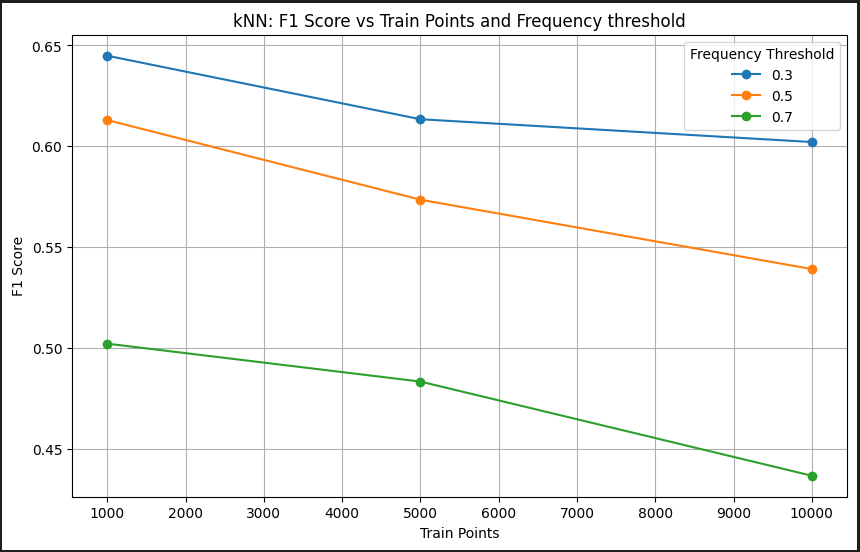 kNN: F1 Score vs Train Points and Frequency threshold
Frequency Threshold
0.3
0.5
0.7
F1 Score
0.65
0.60
0.55
0.50
0.45
1000 2000 3000 4000 5000 6000 7000 8000 9000 10000
Train Points